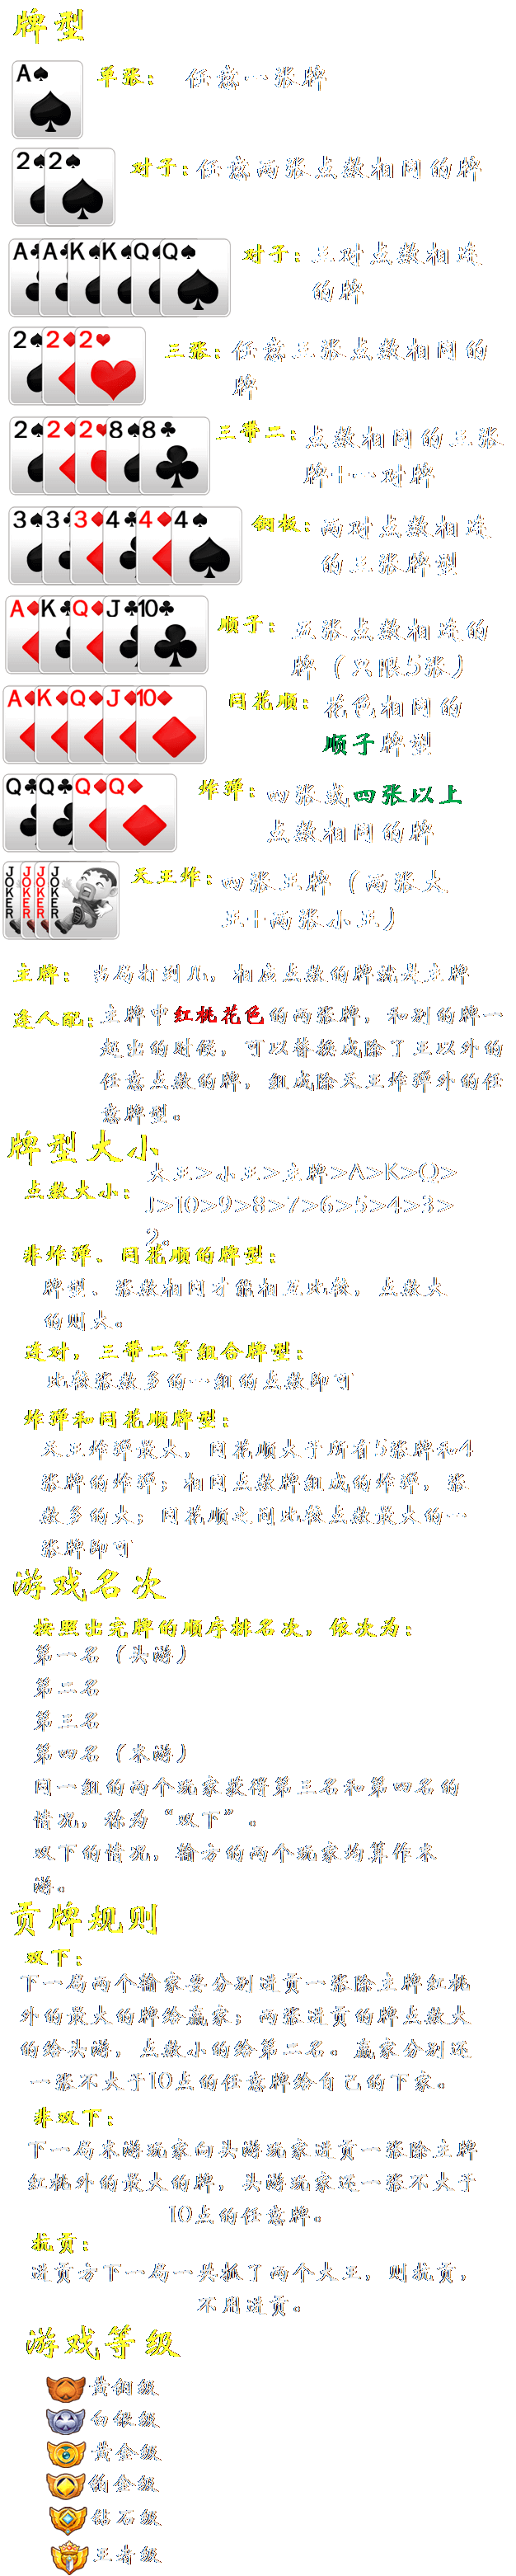 牌型
A
单张： 任意一张牌
2 2
对子：任意两张点数相同的牌
A A K K Q Q
对子：三对点数相连
的牌
2 2 2
三张：任意三张点数相同的
牌
2 2 2 8 8
三带二：点数相同的三张
牌+一对牌
3 3 3 4 4 4
钢板：两对点数相连
的三张牌型
A K Q J 10
顺子：五张点数相连的
牌（只限5张）
A K Q J 10
同花顺：花色相同的
顺子牌型
Q Q Q Q
炸弹：四张或四张以上
点数相同的牌
JOKER JOKER JOKER JOKER
天王炸：四张王牌（两张大
王+两张小王）
主牌：当局打到几，相应点数的牌就是主牌
逢人配：主牌中红桃花色的两张牌，和别的牌一
起出的时候，可以替换成除了王以外的
任意点数的牌，组成除天王炸弹外的任
意牌型。
牌型大小
点数大小：大王>小王>主牌>A>K>Q>
J>10>9>8>7>6>5>4>3>
2。
非炸弹、同花顺的牌型：
牌型、张数相同才能相互比较，点数大
的则大。
连对，三带二等组合牌型：
比较张数多的一组的点数即可
炸弹和同花顺牌型：
天王炸弹最大，同花顺大于所有5张牌和4
张牌的炸弹；相同点数牌组成的炸弹，张
数多的大；同花顺之间比较点数最大的一
张牌即可
游戏名次
按照出完牌的顺序排名次，依次为：
第一名（头游）
第二名
第三名
第四名（末游）
同一组的两个玩家获得第三名和第四名的
情况，称为“双下”。
双下的情况，输方的两个玩家均算作末
游。
贡牌规则
双下：
下一局两个输家要分别进贡一张除主牌红桃
外的最大的牌给赢家；两张进贡的牌点数大
的给头游，点数小的给第二名。赢家分别还
一张不大于10点的任意牌给自己的下家。
非双下：
下一局末游玩家向头游玩家进贡一张除主牌
红桃外的最大的牌，头游玩家还一张不大于
10点的任意牌。
抗贡：
进贡方下一局一共抓了两个大王，则抗贡，
不用进贡。
游戏等级
黄铜级
白银级
黄金级
铂金级
钻石级
王者级